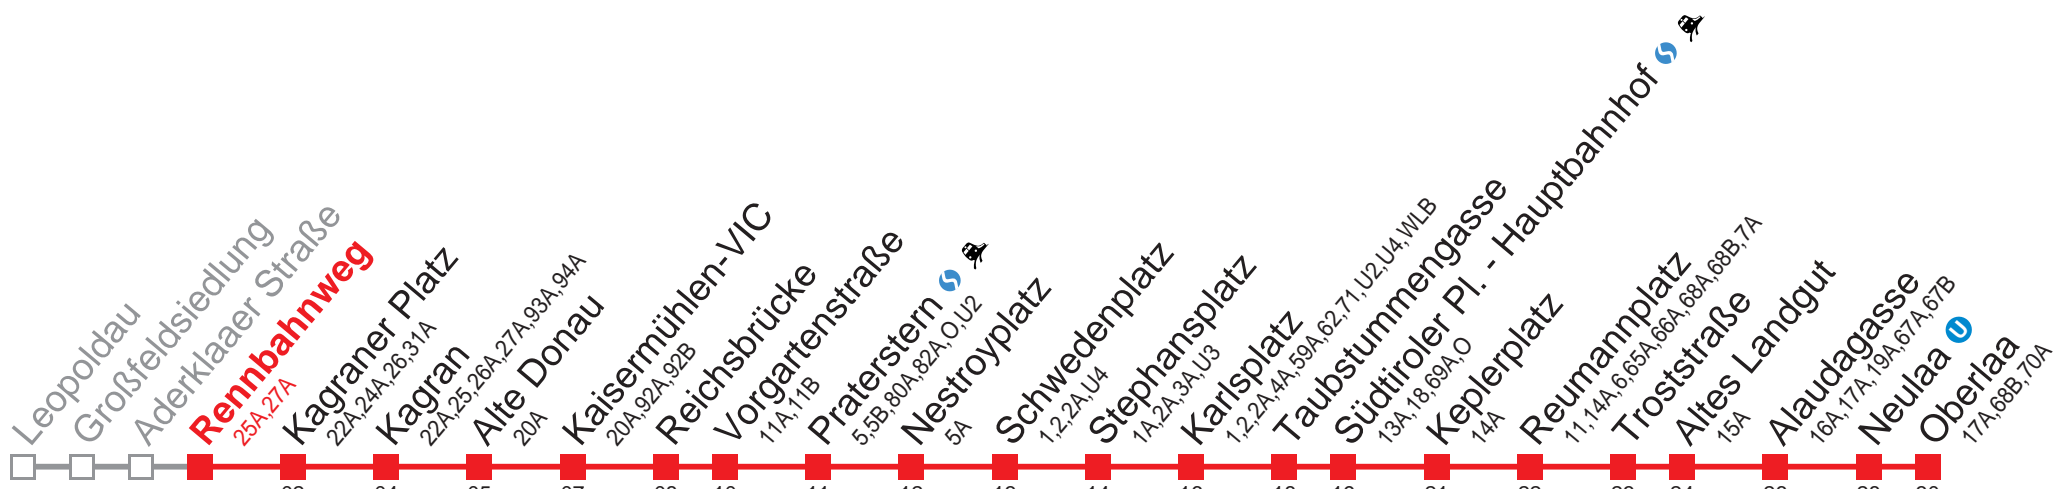 Leopoldau
Großfeldsiedlung
Aderklaaer Straße
Rennbahnweg
25A,27A
Kagraner Platz
22A,24A,26,31A
Kagran
22A,25,26A,27A,93A,94A
Alte Donau
20A
Kaisermühlen-VIC
20A,92A,92B
Reichsbrücke
Vorgartenstraße
11A,11B
Praterstern
5,5B,80A,82A,O,U2
Nestroyplatz
5A
Schwedenplatz
1,2,2A,U4
Stephansplatz
1A,2A,3A,U3
Karlsplatz
1,2,2A,4A,59A,62,71,U2,U4,WLB
Taubstummengasse
Südtiroler Pl. - Hauptbahnhof
13A,18,69A,O
Keplerplatz
14A
Reumannplatz
11,14A,6,65A,66A,68A,68B,7A
Troststraße
Altes Landgut
15A
Alaudagasse
16A,17A,19A,67A,67B
Neulaa U
Oberlaa
17A,68B,70A